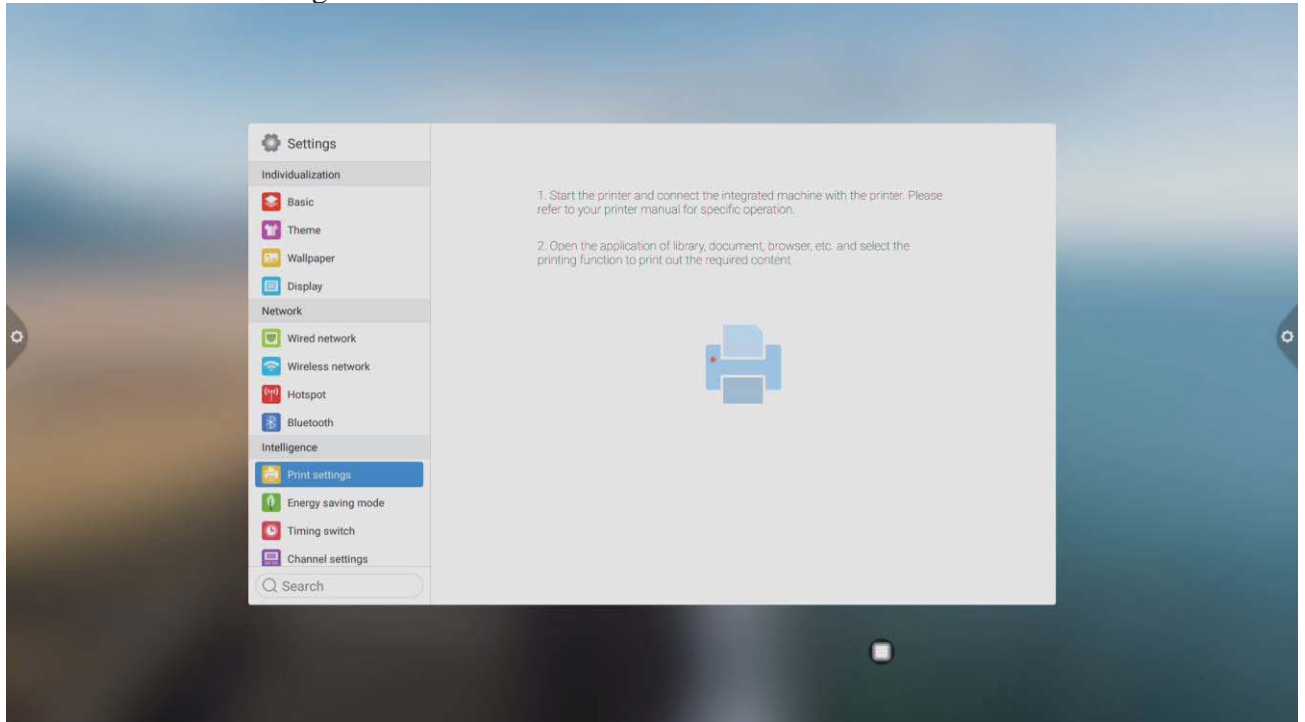 Settings
Individualization
Basic
Theme
Wallpaper
Display
Network
Wired network
Wireless network
Hotspot
Bluetooth
Intelligence
Print settings
Energy saving mode
Timing switch
Channel settings
Search
1. Start the printer and connect the integrated machine with the printer. Please
refer to your printer manual for specific operation.
2. Open the application of library, document, browser, etc. and select the
printing function to print out the required content